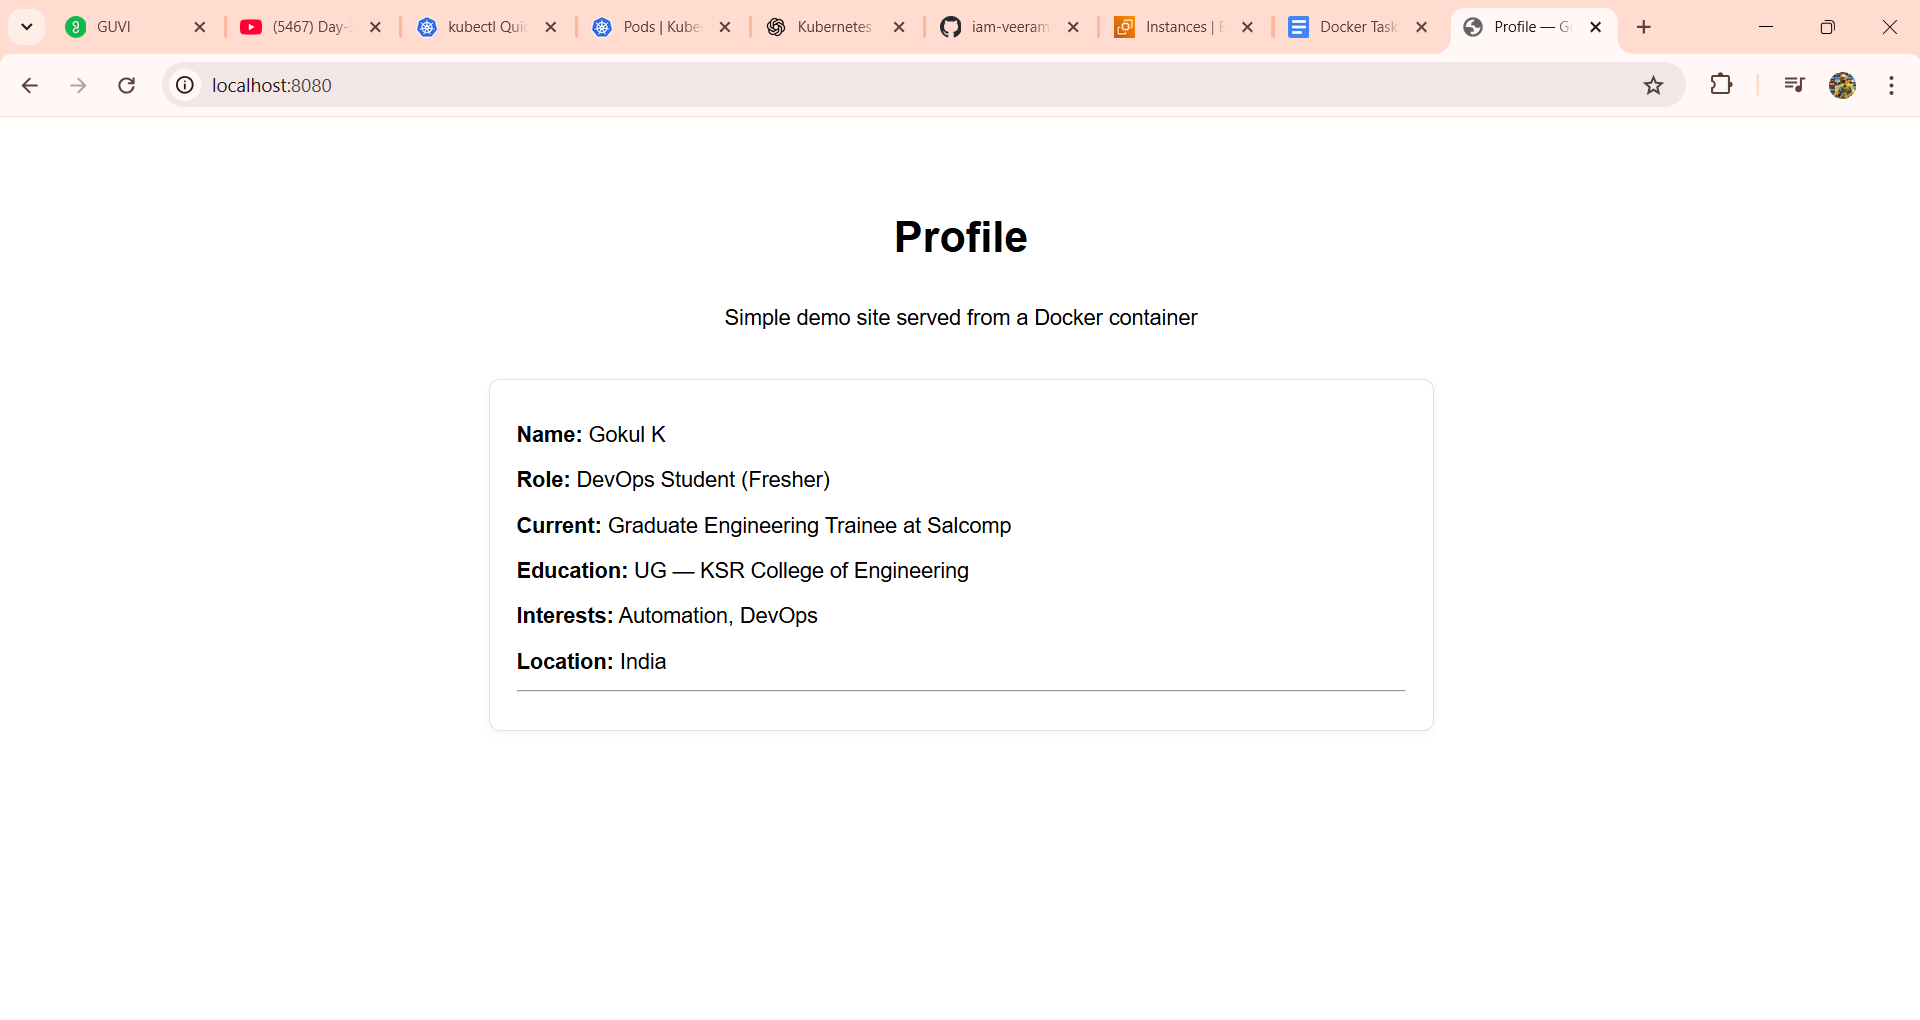 GUVI
(5467) Day-
kubectl Quic
Pods | Kube
Kubernetes
iam-veeram
Instances | E
Docker Task
Profile — Go
localhost:8080
Profile
Simple demo site served from a Docker container
Name: Gokul K
Role: DevOps Student (Fresher)
Current: Graduate Engineering Trainee at Salcomp
Education: UG — KSR College of Engineering
Interests: Automation, DevOps
Location: India